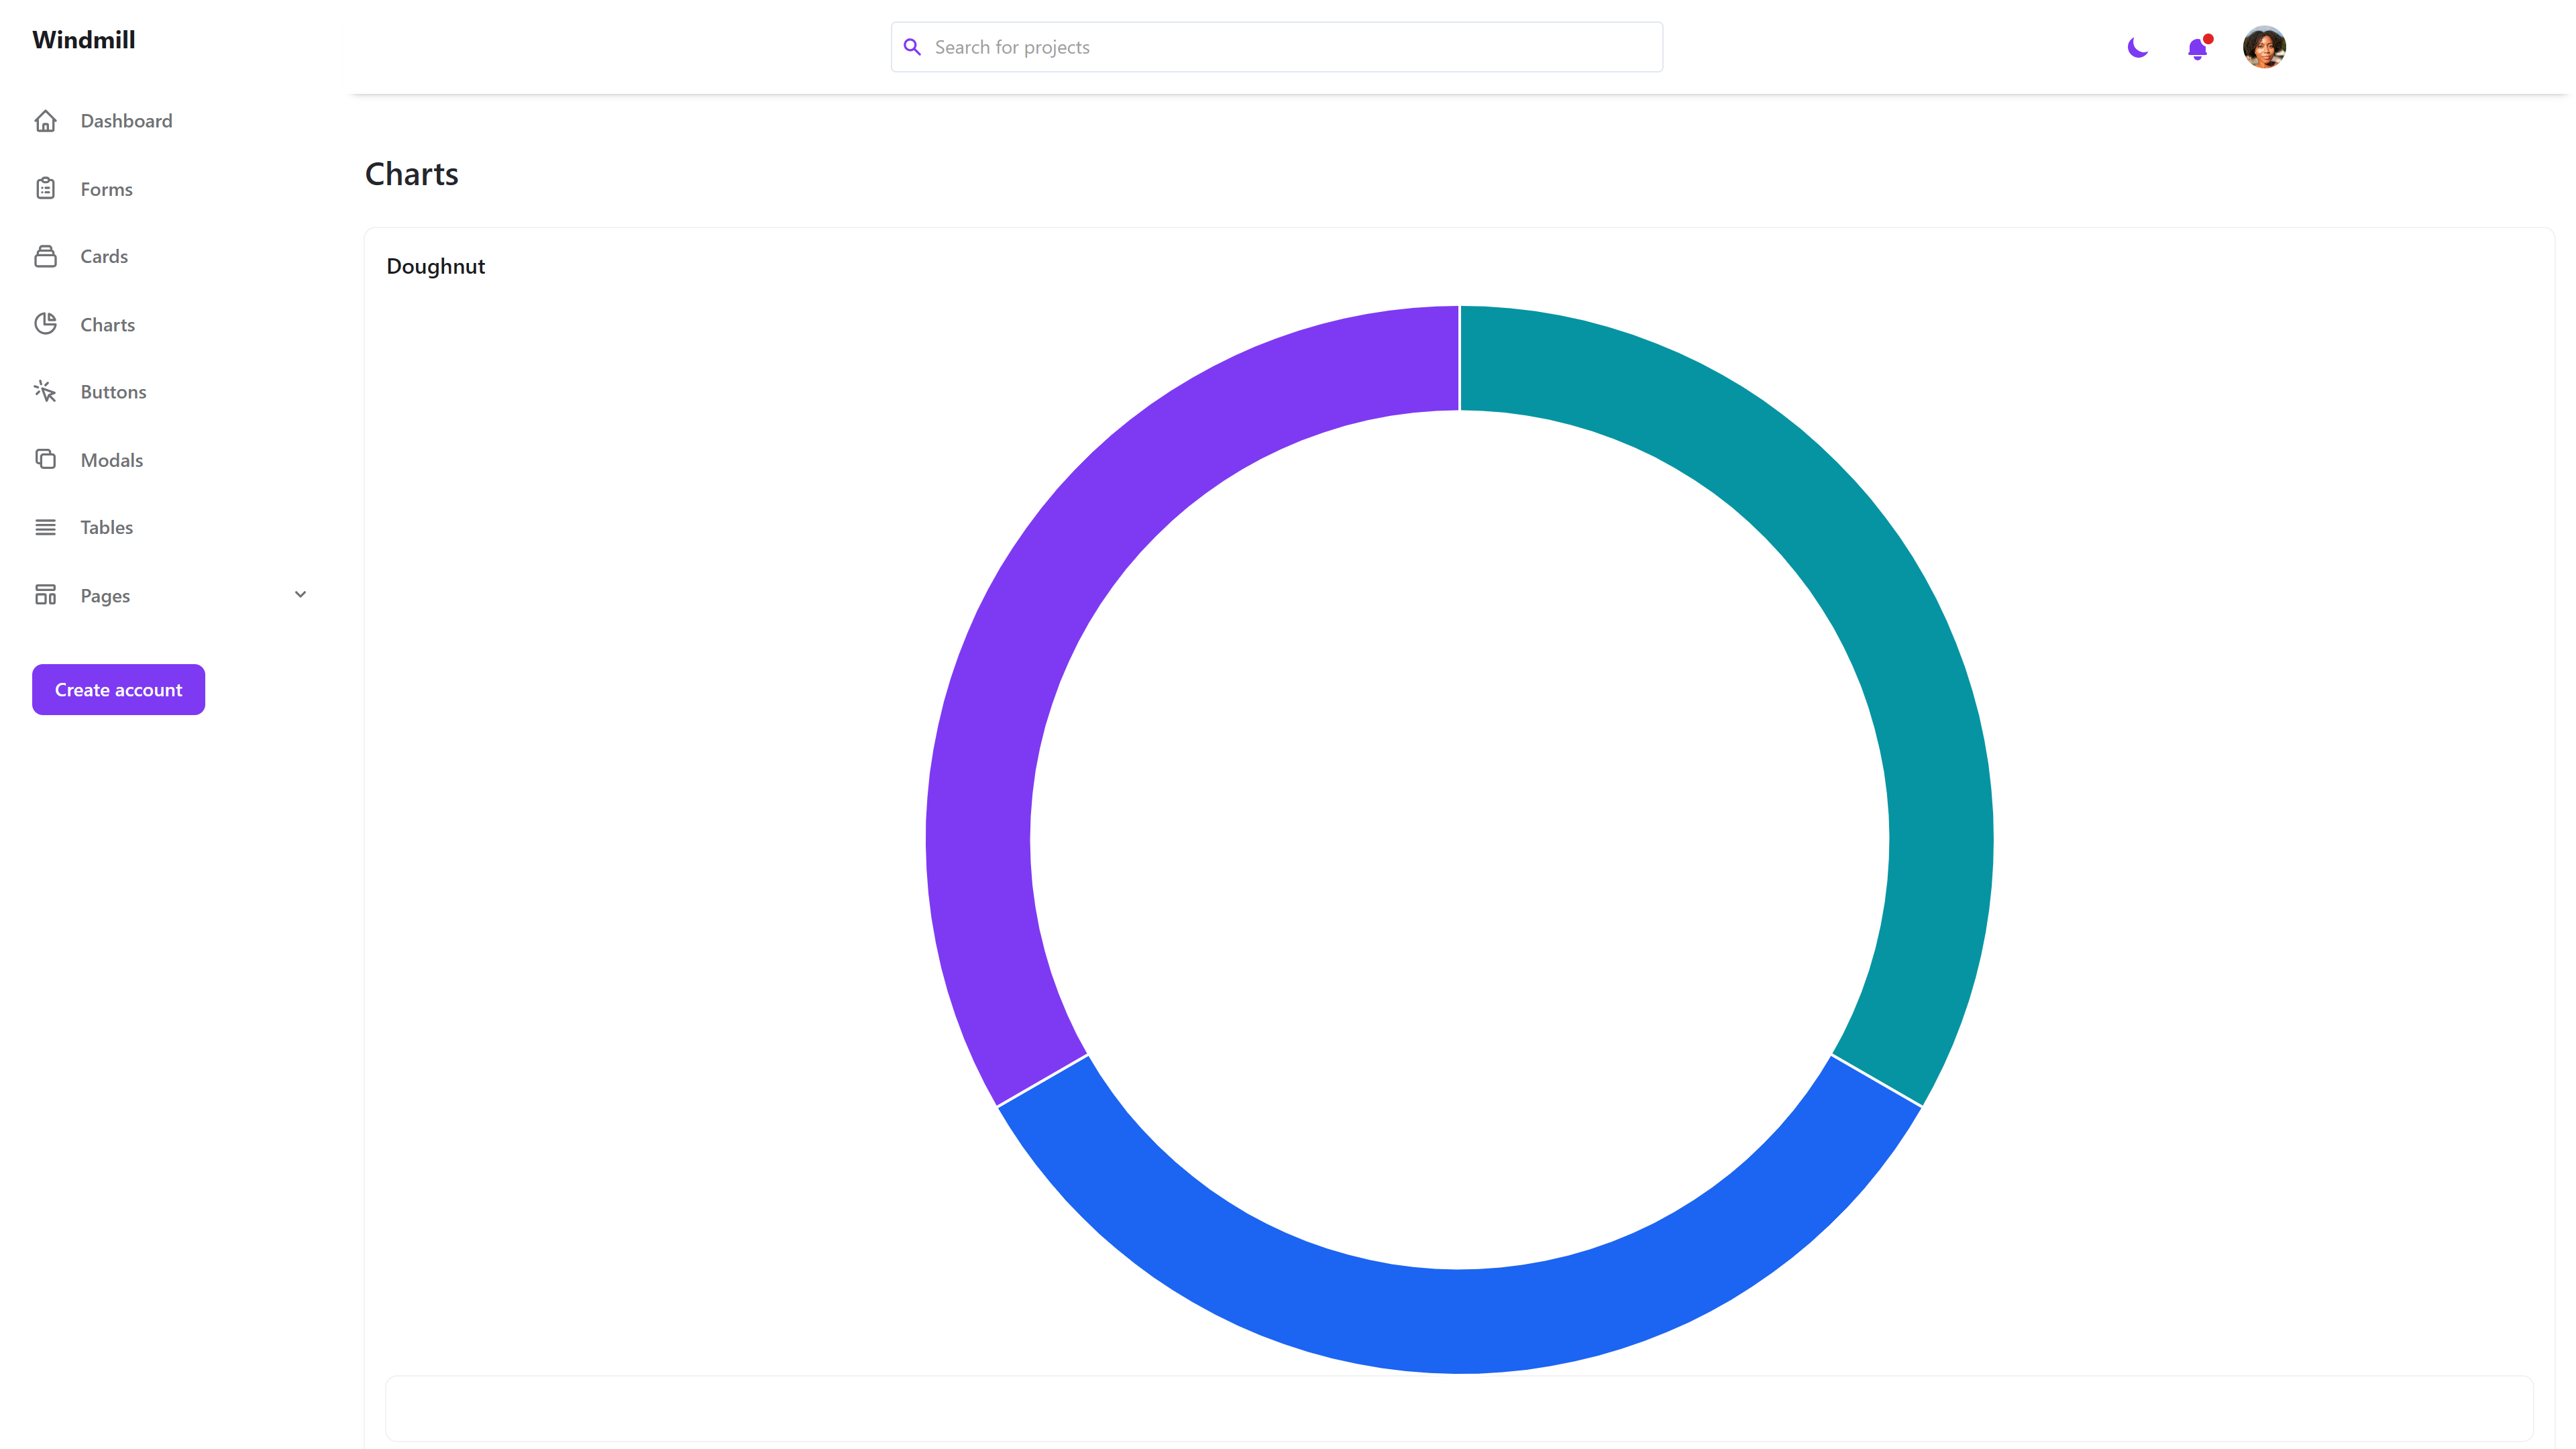 Windmill
Search for projects
Dashboard
Forms
Cards
Charts
Buttons
Modals
Tables
Pages
Create account
Charts
Doughnut